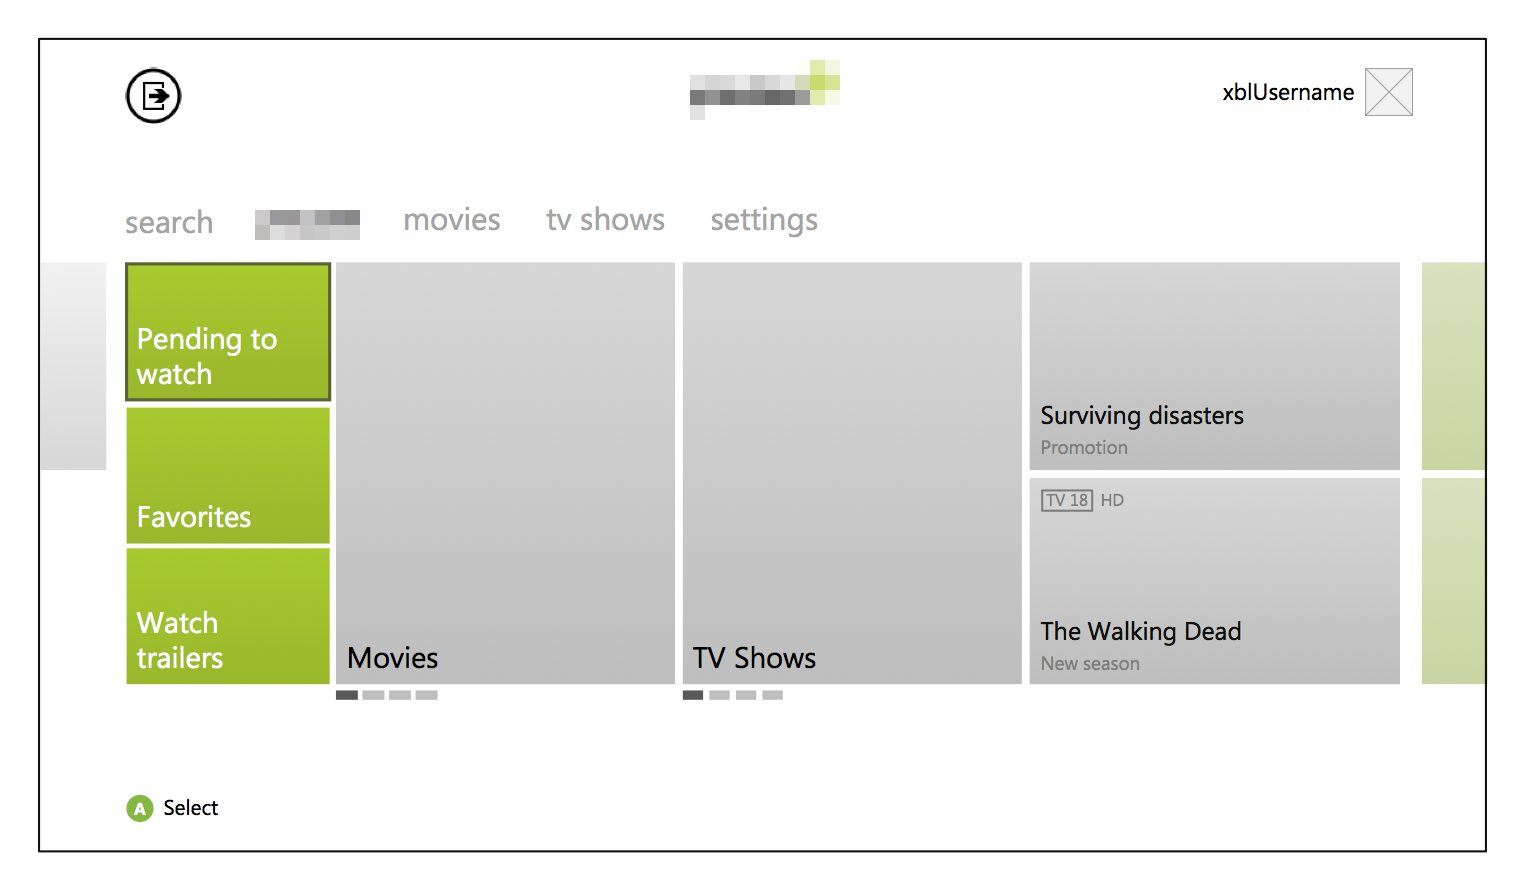 xblUsername
search
movies
tv shows
settings
Pending to
watch
Favorites
Watch
trailers
Movies
TV Shows
Surviving disasters
Promotion
TV 18 HD
The Walking Dead
New season
A Select